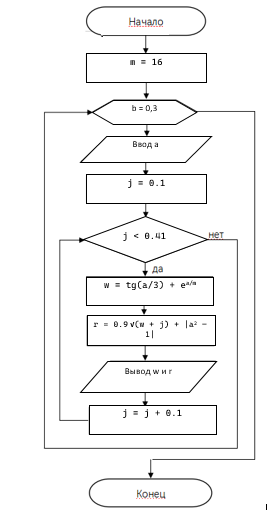 Начало
m = 16
b = 0,3
Ввод a
j = 0.1
j < 0.41
нет
да
w = tg(a/3) + eᵃ/ᵐ
r = 0.9√(w + j) + |a² −
1|
Вывод w и r
j = j + 0.1
Конец